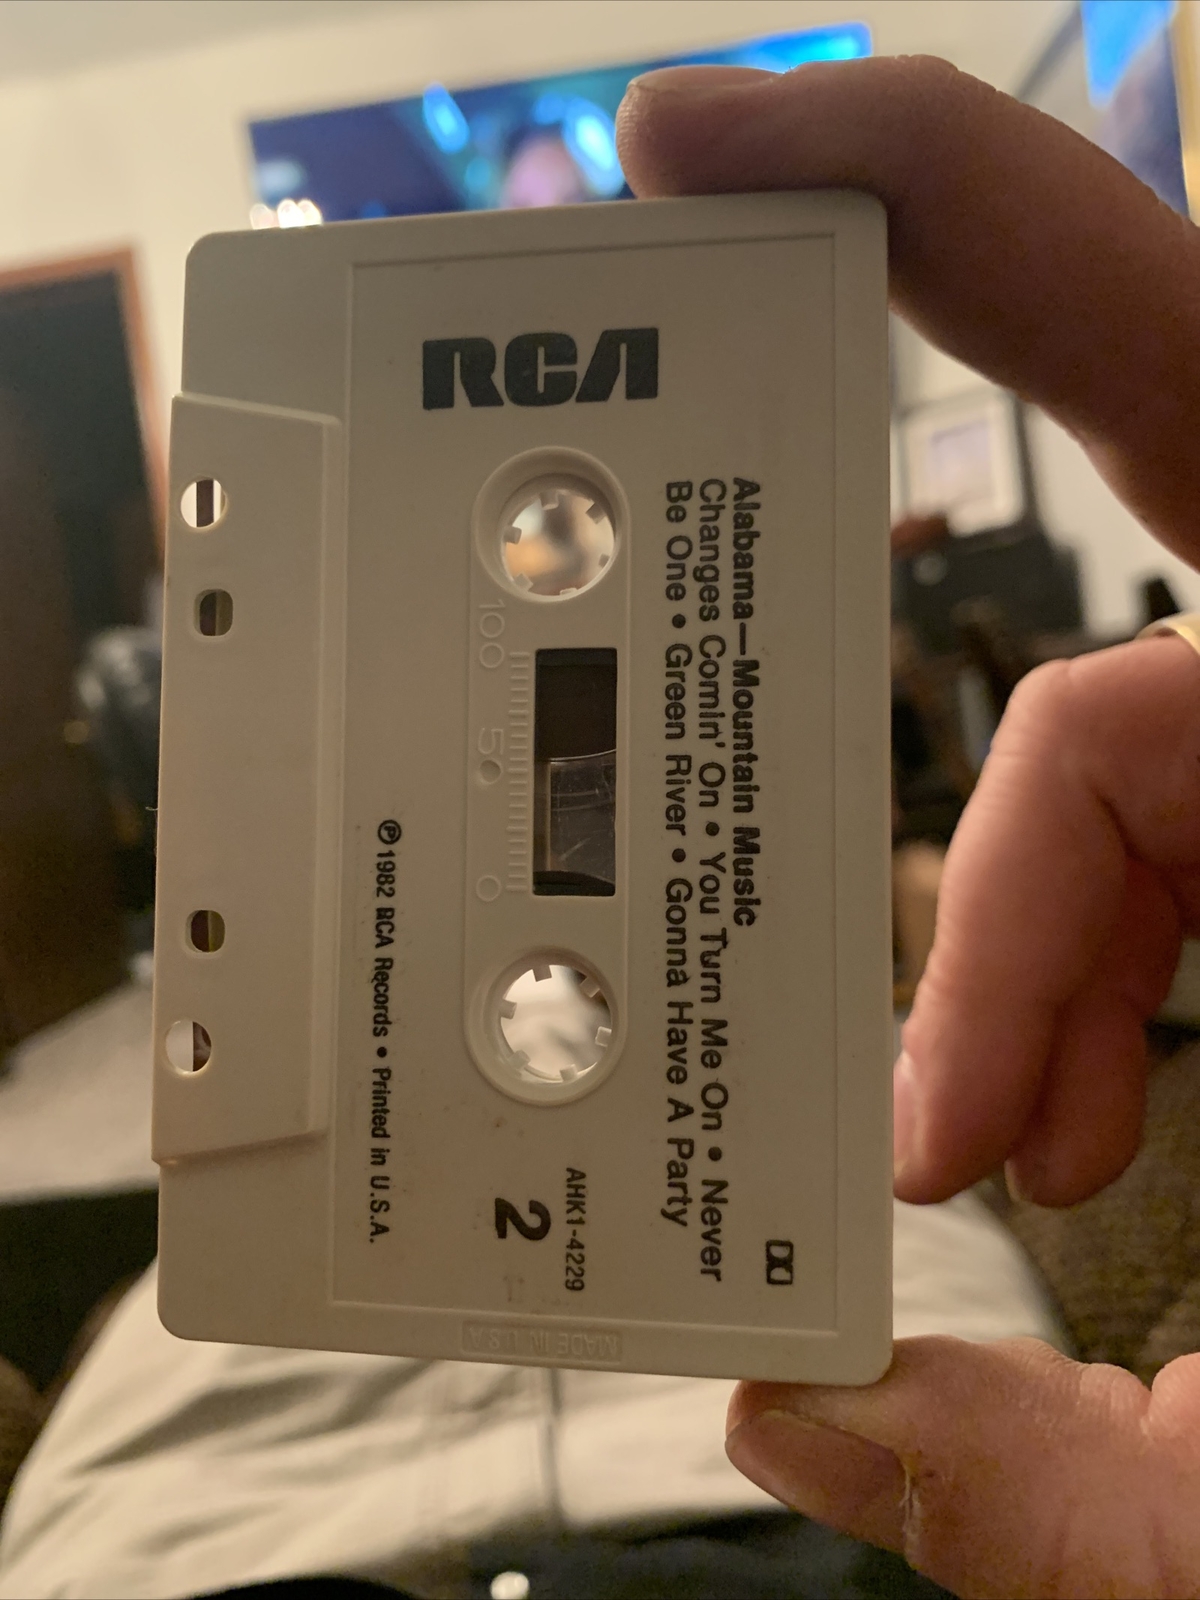 RCA
Alabama—Mountain Music
Changes Comin' On • You Turn Me On • Never
Be One • Green River • Gonna Have A Party
100 50 0
AHK1-4229
2
℗ 1982 RCA Records • Printed in U.S.A.
MADE IN U.S.A.